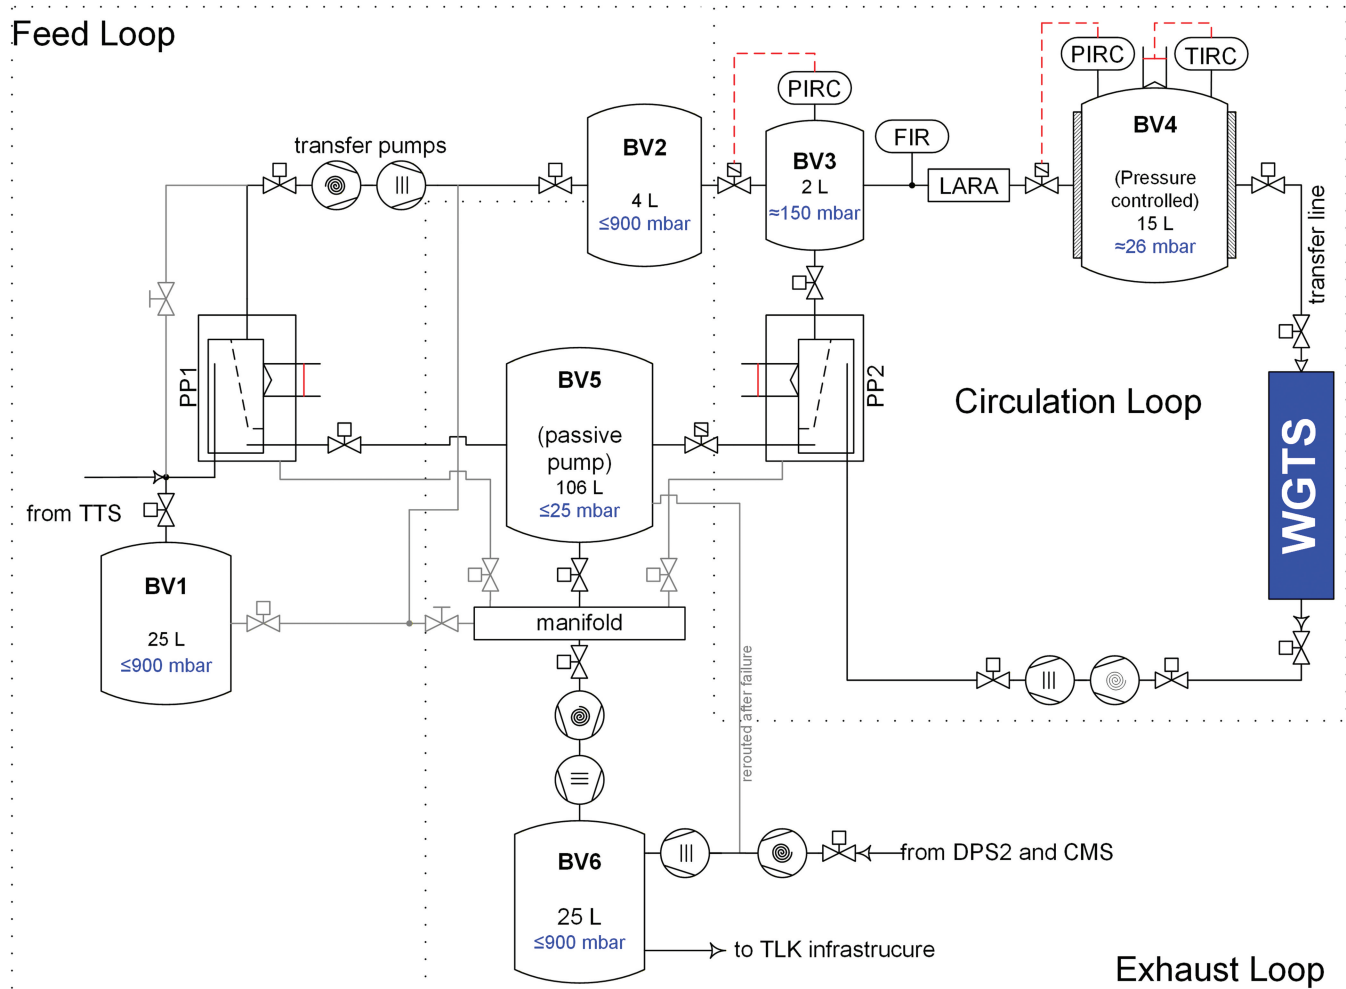 Feed Loop
PIRC
TIRC
PIRC
BV4
(Pressure
controlled)
15 L
≈26 mbar
FIR
LARA
BV3
2 L
≈150 mbar
BV2
4 L
≤900 mbar
transfer pumps
transfer line
PP1
BV5
(passive
pump)
106 L
≤25 mbar
PP2
Circulation Loop
WGTS
from TTS
BV1
25 L
≤900 mbar
manifold
rerouted after failure
BV6
25 L
≤900 mbar
from DPS2 and CMS
to TLK infrastrucure
Exhaust Loop